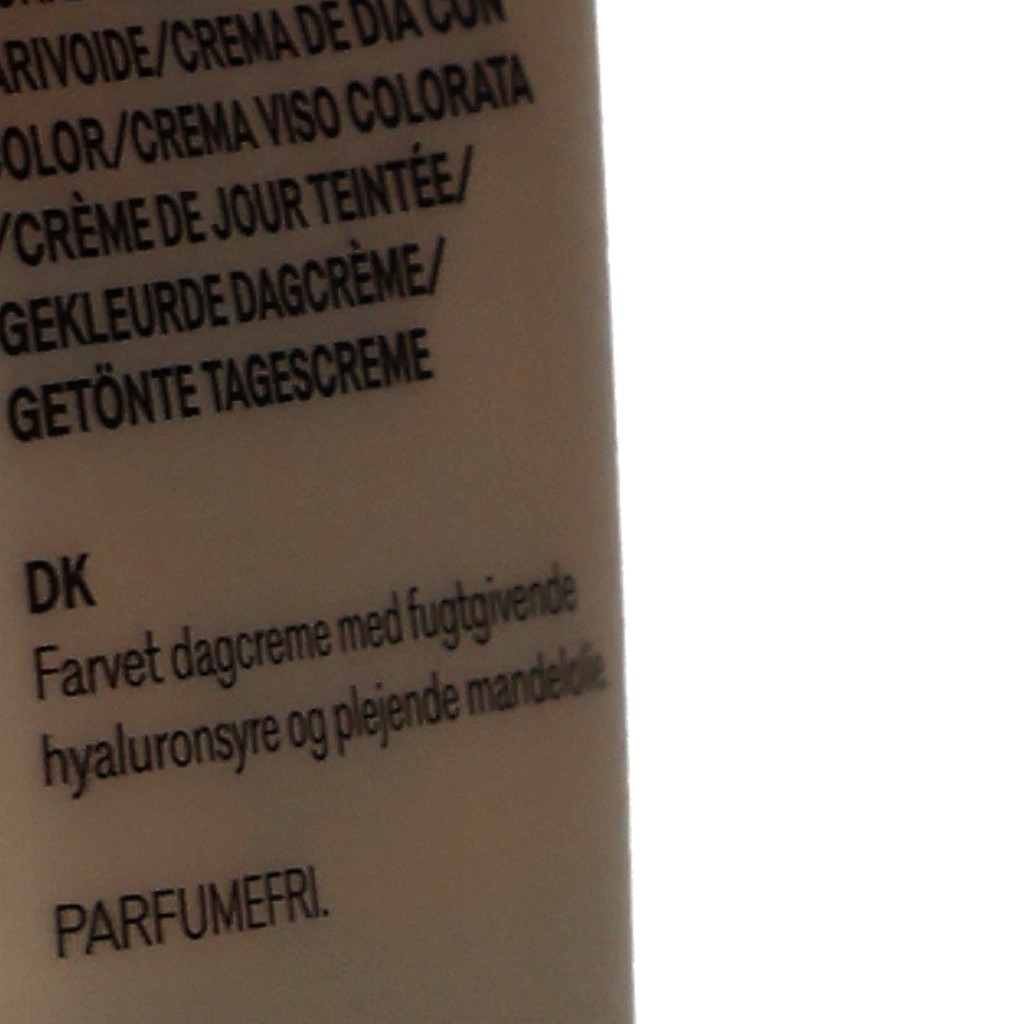 ARIVOIDE/CREMA DE DIA CON
COLOR/CREMA VISO COLORATA
/CRÈME DE JOUR TEINTÉE/
GEKLEURDE DAGCRÈME/
GETÖNTE TAGESCREME
DK
Farvet dagcreme med fugtgivende
hyaluronsyre og plejende mandelolie.
PARFUMEFRI.